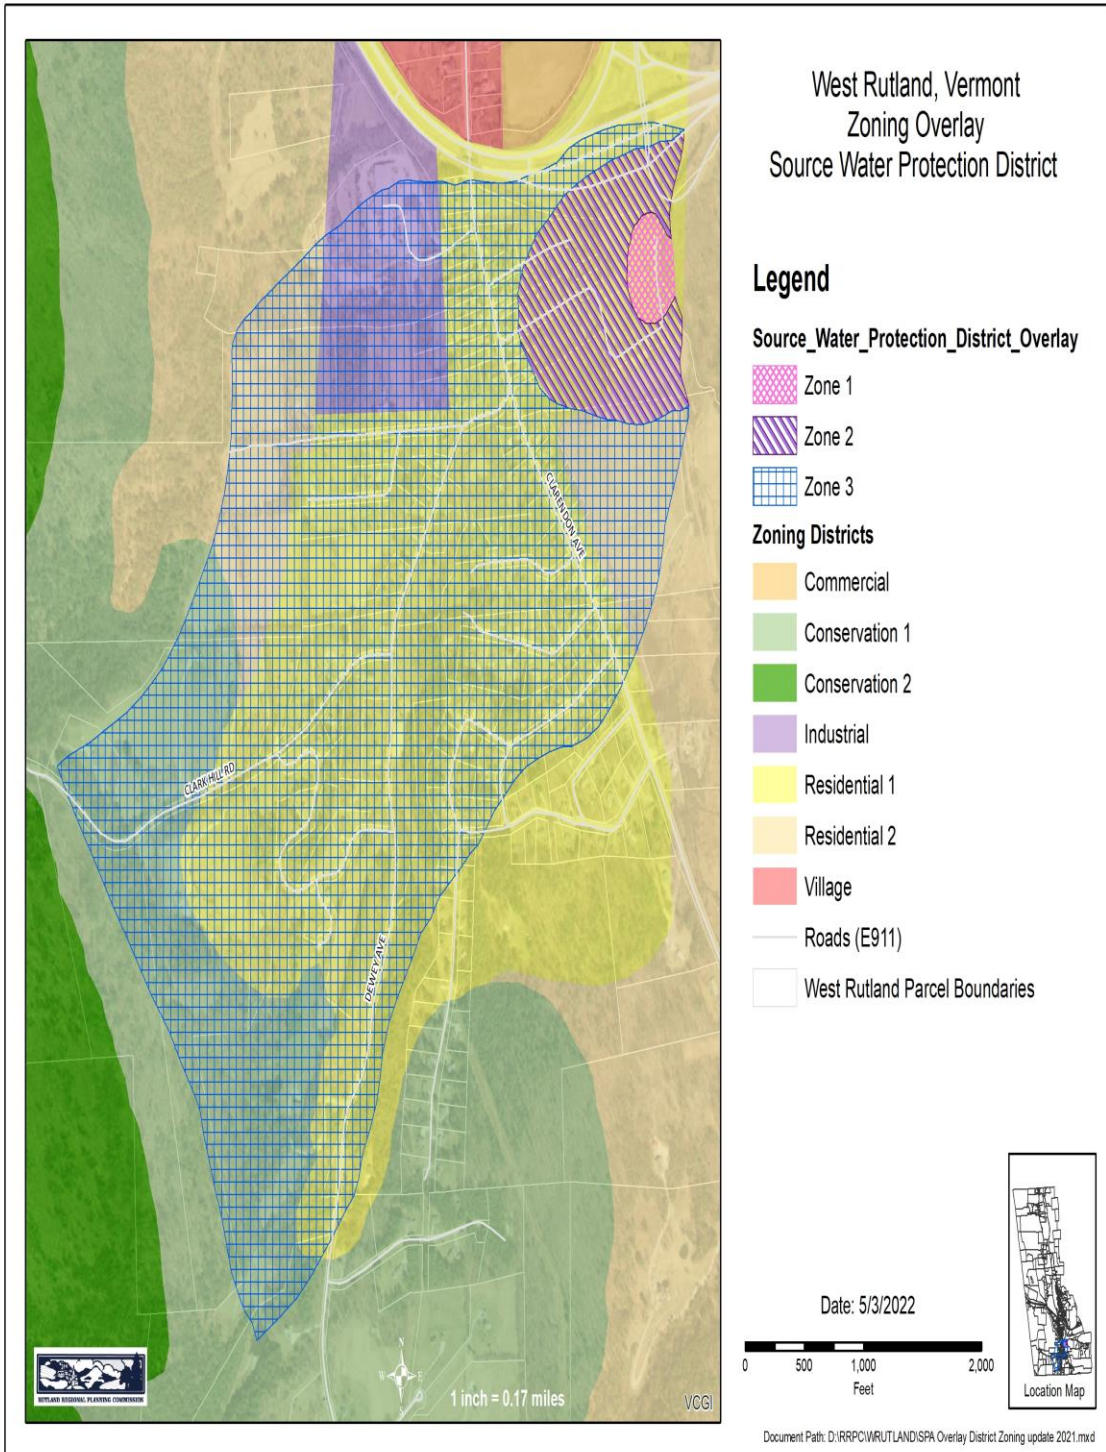 West Rutland, Vermont
Zoning Overlay
Source Water Protection District
Legend
Source_Water_Protection_District_Overlay
Zone 1
Zone 2
Zone 3
Zoning Districts
Commercial
Conservation 1
Conservation 2
Industrial
Residential 1
Residential 2
Village
Roads (E911)
West Rutland Parcel Boundaries
CLARENDON AVE
CLARK HILL RD
DEWEY AVE
N
W E
S
1 inch = 0.17 miles
VCGI
RUTLAND REGIONAL PLANNING COMMISSION
Date: 5/3/2022
0 500 1,000 2,000
Feet
Location Map
Document Path: D:\RRPC\WRUTLAND\SPA Overlay District Zoning update 2021.mxd